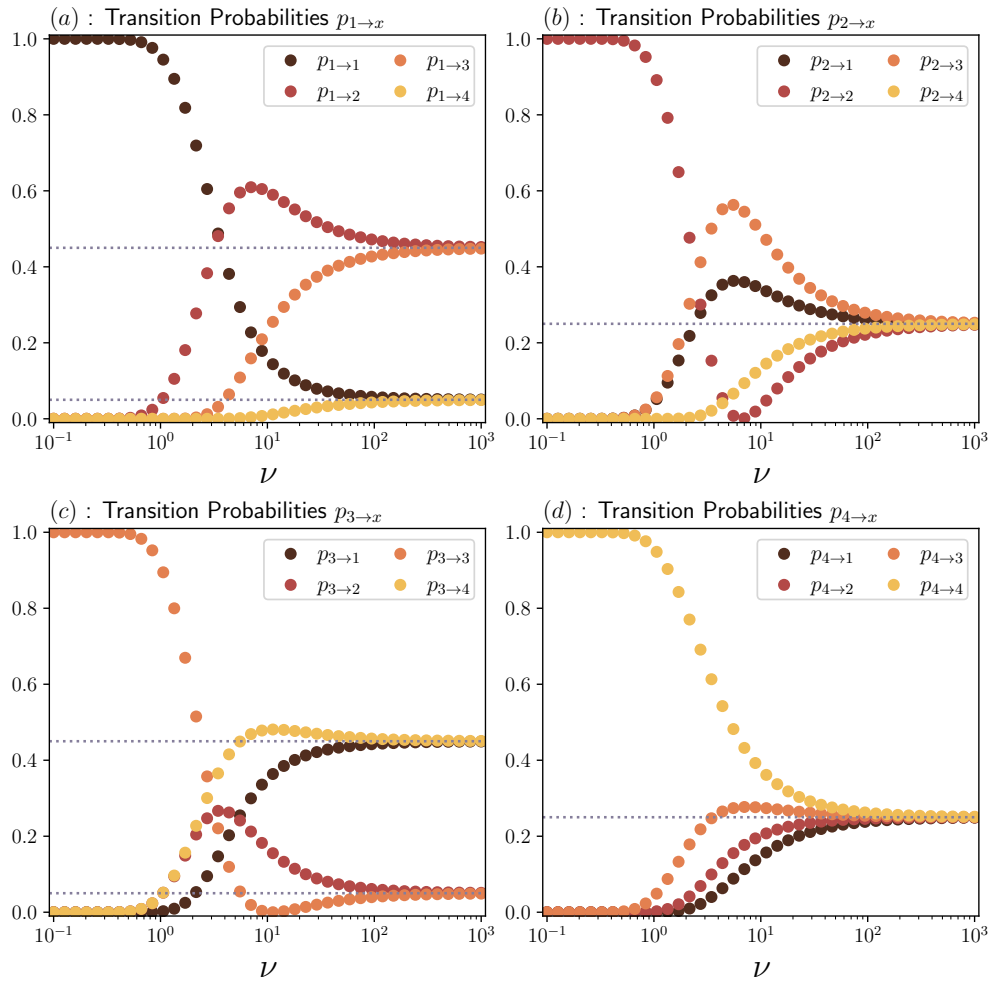 (a) : Transition Probabilities p₁→ₓ
1.0
0.8
0.6
0.4
0.2
0.0
p₁→₁ p₁→₃
p₁→₂ p₁→₄
10⁻¹ 10⁰ 10¹ 10² 10³
ν
(b) : Transition Probabilities p₂→ₓ
1.0
0.8
0.6
0.4
0.2
0.0
p₂→₁ p₂→₃
p₂→₂ p₂→₄
10⁻¹ 10⁰ 10¹ 10² 10³
ν
(c) : Transition Probabilities p₃→ₓ
1.0
0.8
0.6
0.4
0.2
0.0
p₃→₁ p₃→₃
p₃→₂ p₃→₄
10⁻¹ 10⁰ 10¹ 10² 10³
ν
(d) : Transition Probabilities p₄→ₓ
1.0
0.8
0.6
0.4
0.2
0.0
p₄→₁ p₄→₃
p₄→₂ p₄→₄
10⁻¹ 10⁰ 10¹ 10² 10³
ν